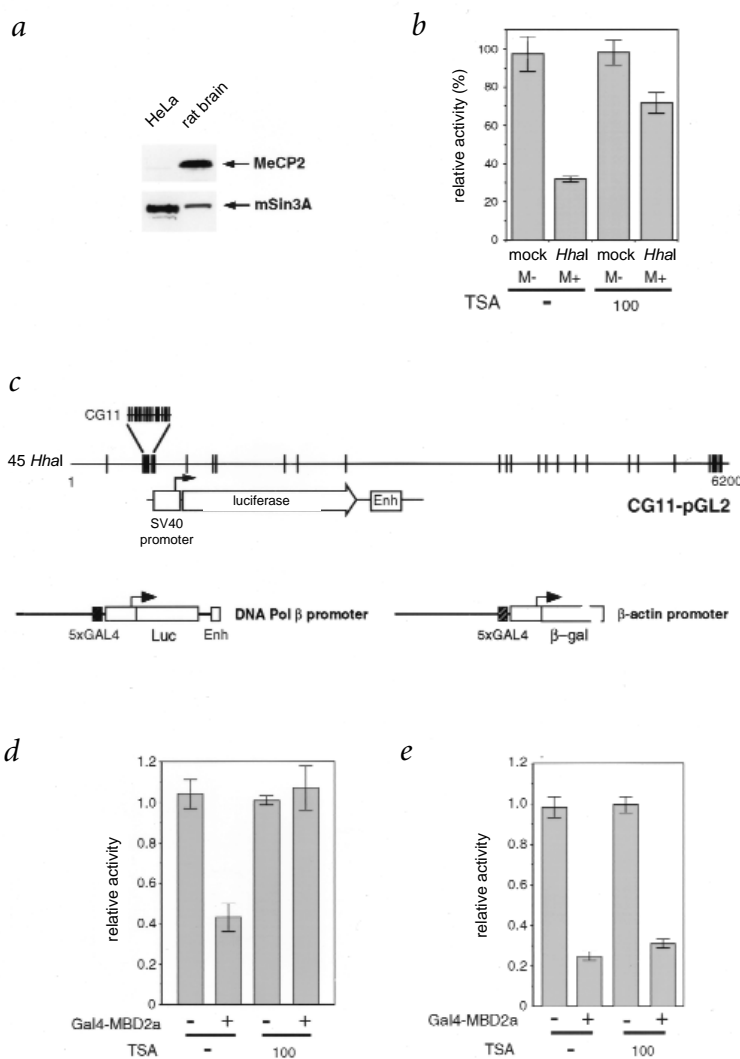 a
HeLa
rat brain
MeCP2
mSin3A
b
relative activity (%)
100
80
60
40
20
0
mock HhaI mock HhaI
M- M+ M- M+
TSA - 100
c
CG11
45 HhaI
1
6200
luciferase
Enh
SV40
promoter
CG11-pGL2
DNA Pol β promoter
5xGAL4
Luc
Enh
β-actin promoter
5xGAL4
β-gal
d
relative activity
1.2
1.0
0.8
0.6
0.4
0.2
0
Gal4-MBD2a - + - +
TSA - 100
e
relative activity
1.2
1.0
0.8
0.6
0.4
0.2
0
Gal4-MBD2a - + - +
TSA - 100